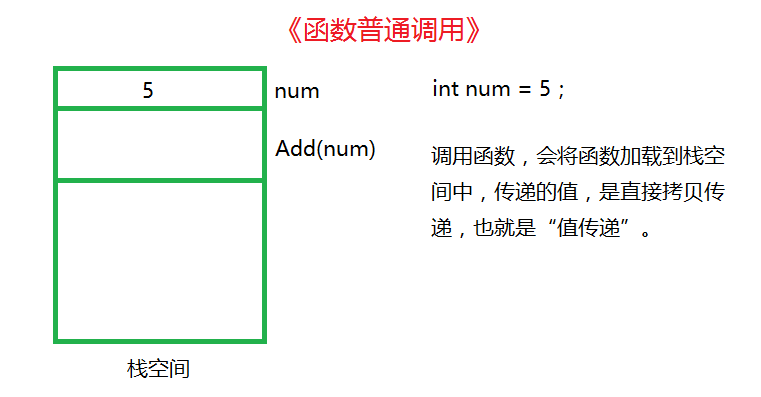 《函数普通调用》
5
num
int num = 5 ;
Add(num)
调用函数，会将函数加载到栈空
间中，传递的值，是直接拷贝传
递，也就是“值传递”。
栈空间